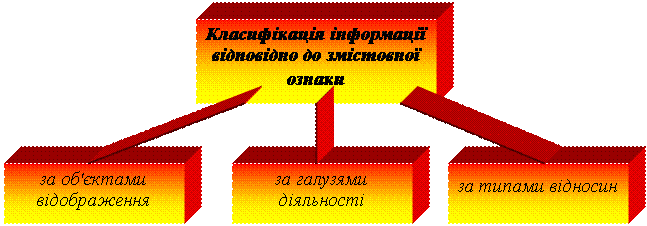 Класифікація інформації
відповідно до змістовної
ознаки
за об'єктами
відображення
за галузями
діяльності
за типами відносин